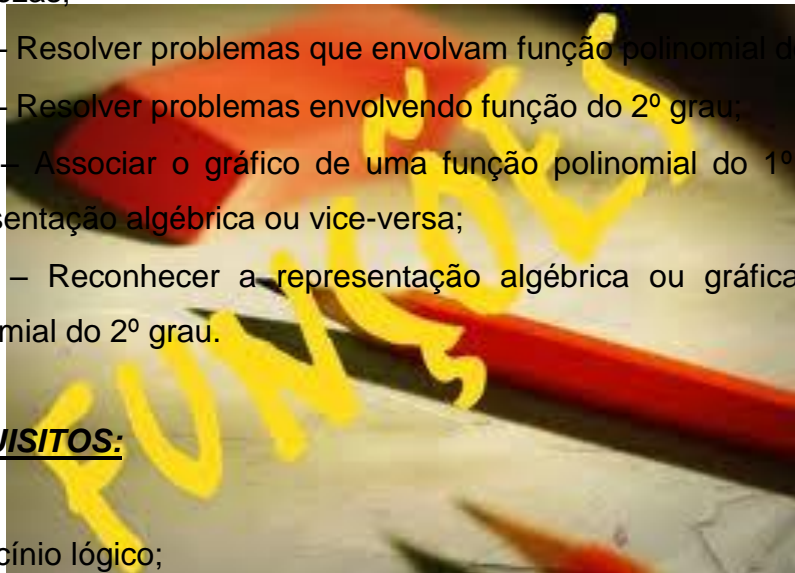 – Resolver problemas que envolvam função polinomial d
– Resolver problemas envolvendo função do 2º grau;
– Associar o gráfico de uma função polinomial do 1º
sentação algébrica ou vice-versa;
– Reconhecer a representação algébrica ou gráfica
mial do 2º grau.
UISITOS:
cínio lógico;
FUNÇÕES